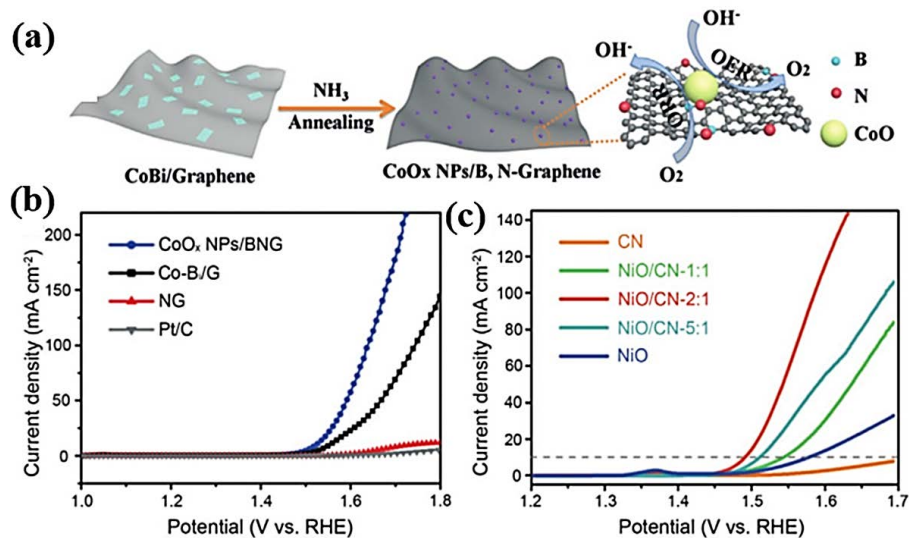 (a)
NH3
Annealing
CoBi/Graphene
CoOx NPs/B, N-Graphene
OH-
OH-
OER
O2
ORR
O2
B
N
CoO
(b)
200
150
100
50
0
Current density (mA cm-2)
CoOx NPs/BNG
Co-B/G
NG
Pt/C
1.0
1.2
1.4
1.6
1.8
Potential (V vs. RHE)
(c)
140
120
100
80
60
40
20
10
0
Current density (mA cm-2)
CN
NiO/CN-1:1
NiO/CN-2:1
NiO/CN-5:1
NiO
1.2
1.3
1.4
1.5
1.6
1.7
Potential (V vs. RHE)